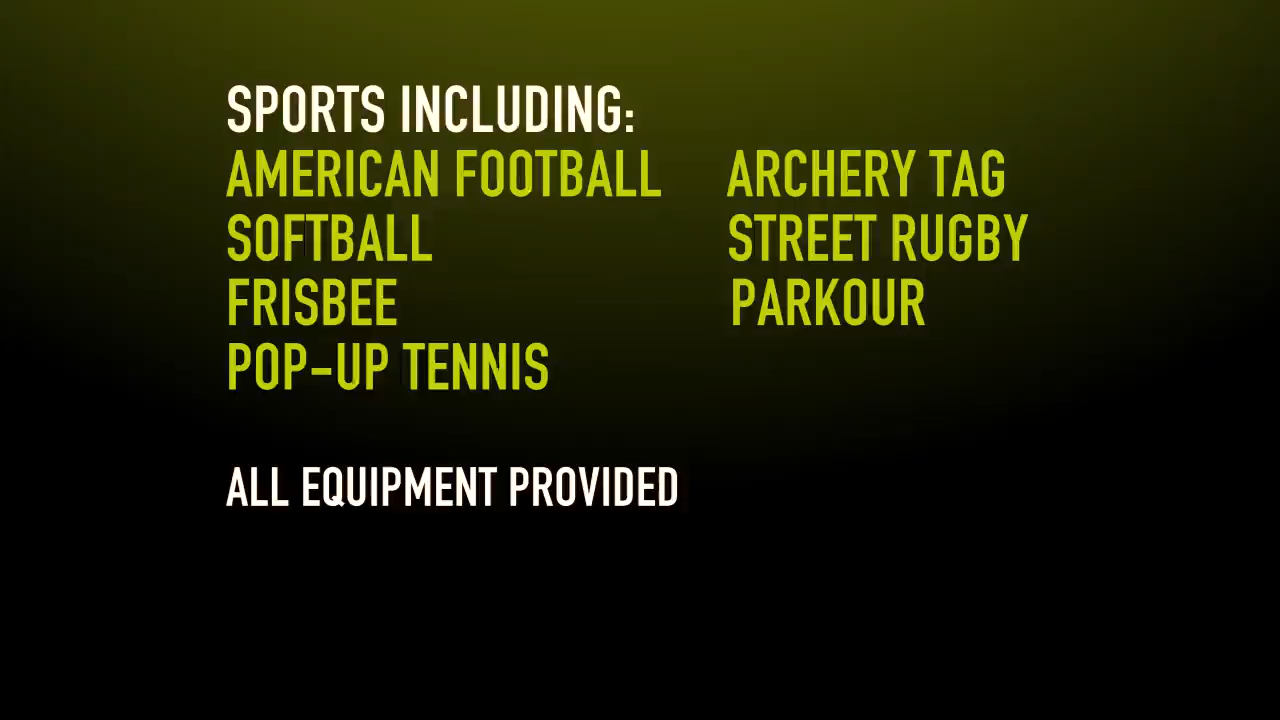 SPORTS INCLUDING:
AMERICAN FOOTBALL
SOFTBALL
FRISBEE
POP-UP TENNIS
ARCHERY TAG
STREET RUGBY
PARKOUR
ALL EQUIPMENT PROVIDED